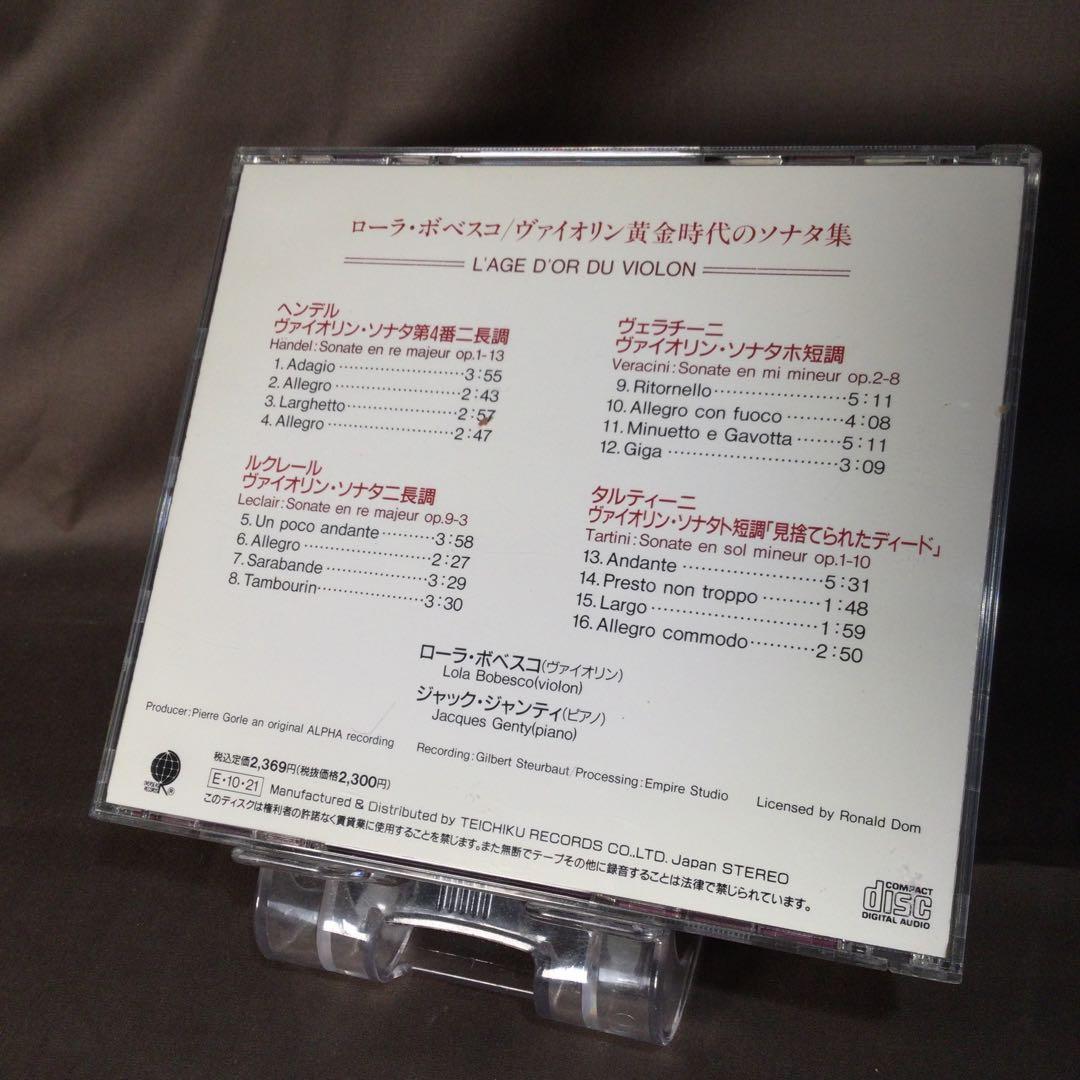 ローラ・ボベスコ/ヴァイオリン黄金時代のソナタ集
L'AGE D'OR DU VIOLON
ヘンデル
ヴァイオリン・ソナタ第4番ニ長調
Händel:Sonate en re majeur op.1-13
1.Adagio 3:55
2.Allegro 2:43
3.Larghetto 2:57
4.Allegro 2:47
ルクレール
ヴァイオリン・ソナタニ長調
Leclair:Sonate en re majeur op.9-3
5.Un poco andante 3:58
6.Allegro 2:27
7.Sarabande 3:29
8.Tambourin 3:30
ヴェラチーニ
ヴァイオリン・ソナタホ短調
Veracini:Sonate en mi mineur op.2-8
9.Ritornello 5:11
10.Allegro con fuoco 4:08
11.Minuetto e Gavotta 5:11
12.Giga 3:09
タルティーニ
ヴァイオリン・ソナタト短調「見捨てられたディード」
Tartini:Sonate en sol mineur op.1-10
13.Andante 5:31
14.Presto non troppo 1:48
15.Largo 1:59
16.Allegro commodo 2:50
ローラ・ボベスコ(ヴァイオリン)
Lola Bobesco(violon)
ジャック・ジャンティ(ピアノ)
Jacques Genty(piano)
Producer:Pierre Gorle an original ALPHA recording Recording:Gilbert Steurbaut/Processing:Empire Studio Licensed by Ronald Dom
税込定価2,369円(税抜価格2,300円)
E・10・21 Manufactured & Distributed by TEICHIKU RECORDS CO.,LTD. Japan STEREO
このディスクは権利者の許諾なく賃貸業に使用することを禁じます。また無断でテープその他に録音することは法律で禁じられています。
COMPACT
disc
DIGITAL AUDIO